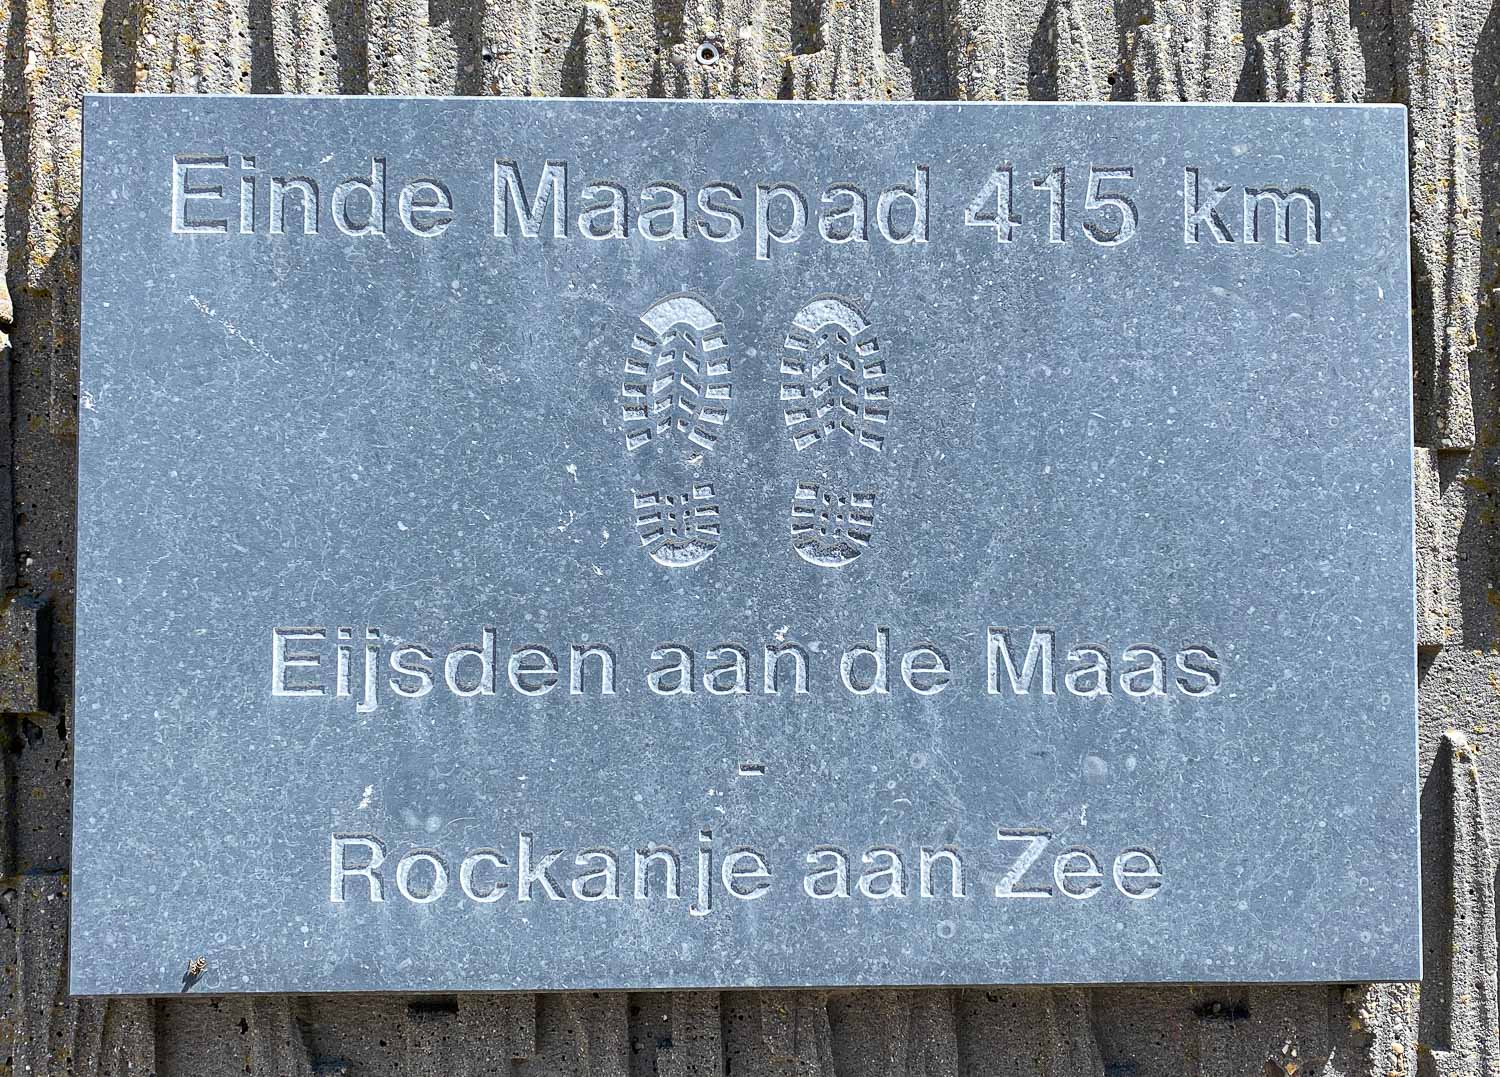 Einde Maaspad 415 km
Eijsden aan de Maas
-
Rockanje aan Zee